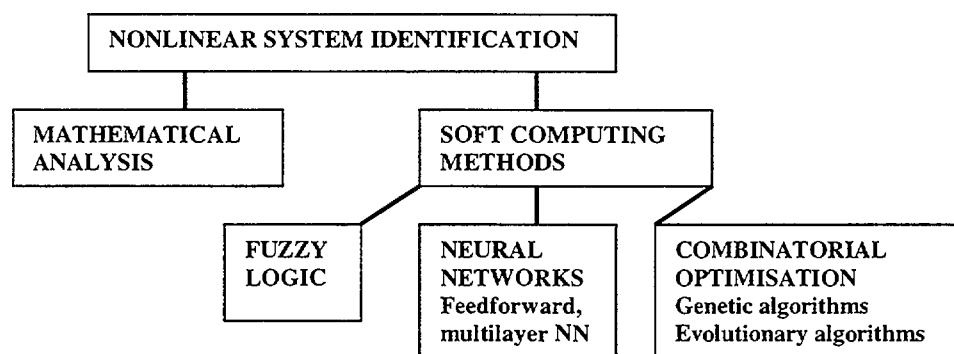 NONLINEAR SYSTEM IDENTIFICATION
MATHEMATICAL
ANALYSIS
SOFT COMPUTING
METHODS
FUZZY
LOGIC
NEURAL
NETWORKS
Feedforward,
multilayer NN
COMBINATORIAL
OPTIMISATION
Genetic algorithms
Evolutionary algorithms